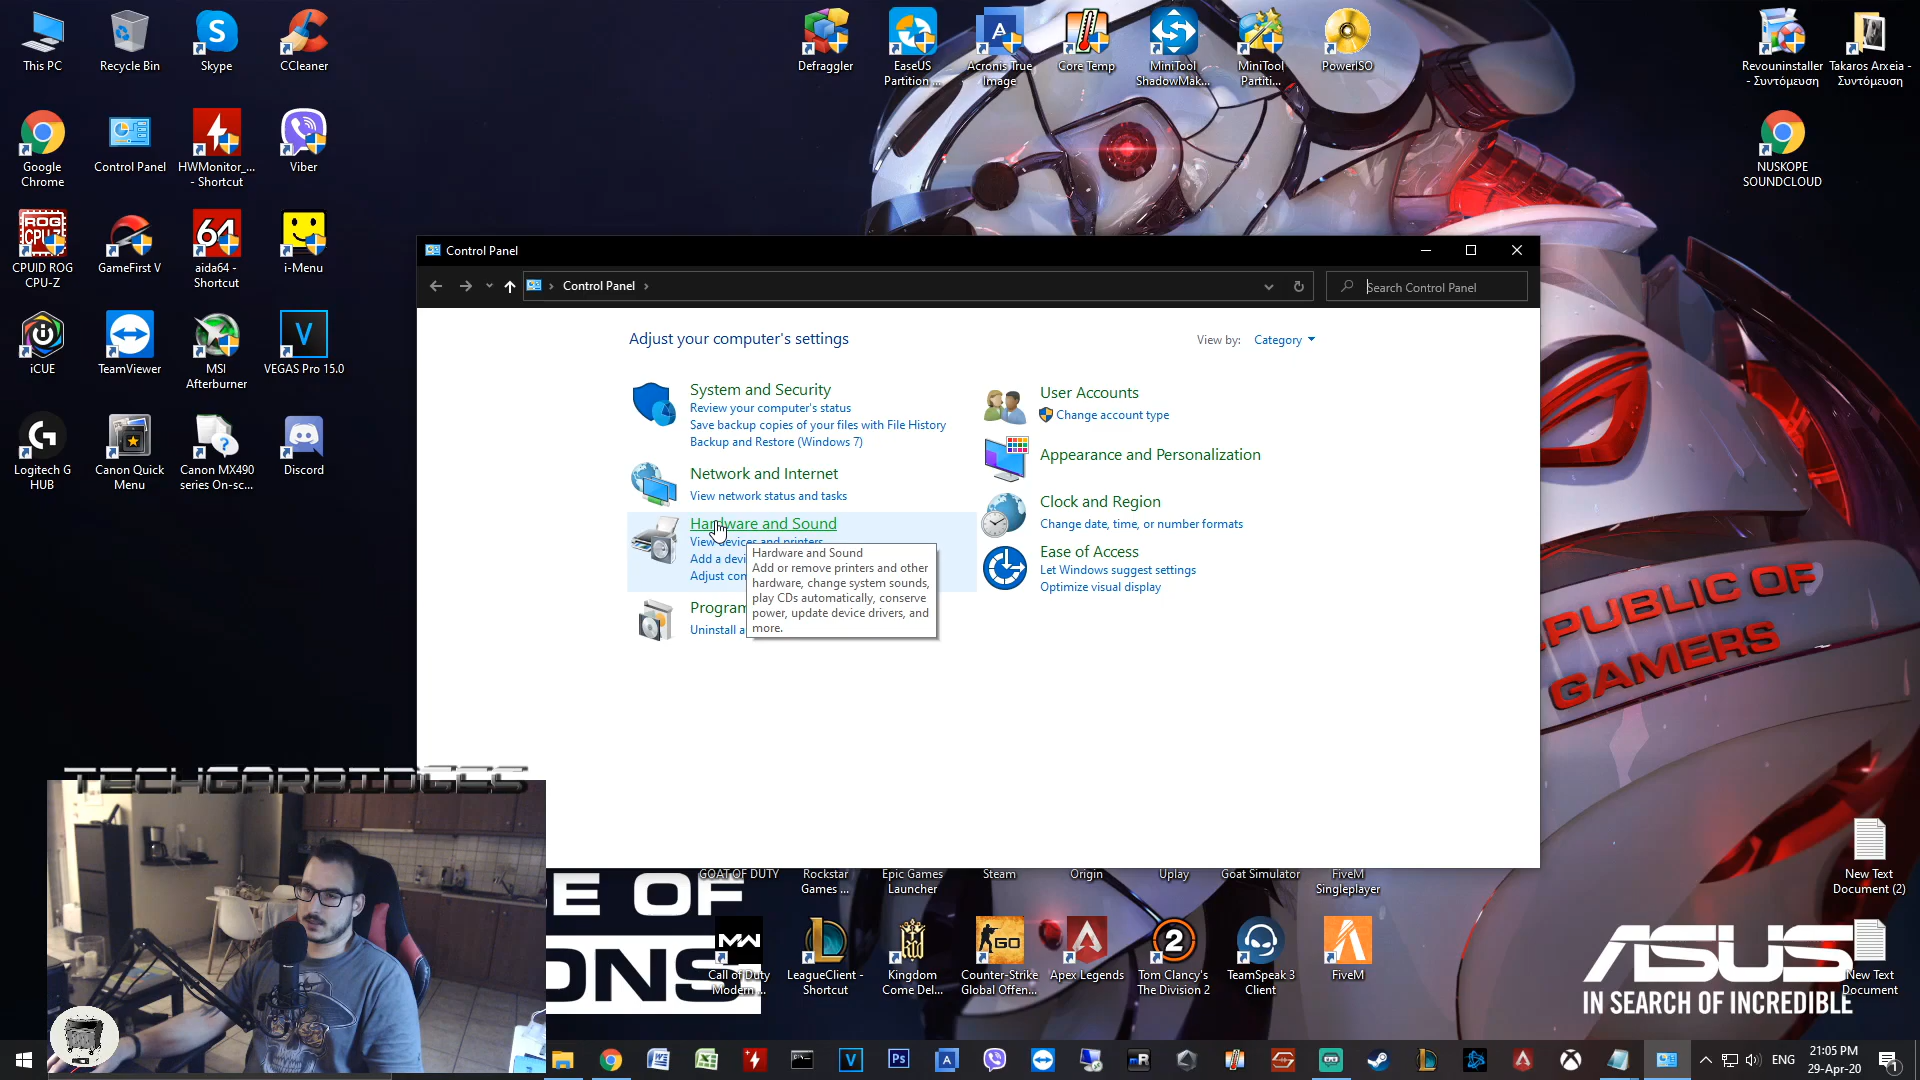 This PC
Recycle Bin
Skype
CCleaner
Defraggler
EaseUS
Partition ...
Acronis True
Image
Core Temp
MiniTool
ShadowMak...
MiniTool
Partiti...
PowerISO
Revouninstaller
- Συντόμευση
Takaros Arxeia -
Συντόμευση
Google
Chrome
Control Panel
HWMonitor_...
- Shortcut
Viber
NUSKOPE
SOUNDCLOUD
ROG
CPU-Z
CPUID ROG
CPU-Z
GameFirst V
64
aida64 -
Shortcut
i-Menu
iCUE
TeamViewer
MSI
Afterburner
V
VEGAS Pro 15.0
Logitech G
HUB
Canon Quick
Menu
Canon MX490
series On-sc...
Discord
Control Panel
Control Panel
Search Control Panel
Adjust your computer's settings
View by:
Category
System and Security
Review your computer's status
Save backup copies of your files with File History
Backup and Restore (Windows 7)
Network and Internet
View network status and tasks
Hardware and Sound
View devices and printers
Add a devi
Adjust con
Program
Uninstall a
Hardware and Sound
Add or remove printers and other
hardware, change system sounds,
play CDs automatically, conserve
power, update device drivers, and
more.
User Accounts
Change account type
Appearance and Personalization
Clock and Region
Change date, time, or number formats
Ease of Access
Let Windows suggest settings
Optimize visual display
PUBLIC OF
GAMERS
TECHGARBIDGES
E OF
ONS
GOAT OF DUTY
Rockstar
Games ...
Epic Games
Launcher
Steam
Origin
Uplay
Goat Simulator
FiveM
Singleplayer
New Text
Document (2)
MW
Call of Duty
Modern ...
LeagueClient -
Shortcut
Kingdom
Come Del...
GO
Counter-Strike
Global Offen...
Apex Legends
2
Tom Clancy's
The Division 2
TeamSpeak 3
Client
FiveM
ASUS
IN SEARCH OF INCREDIBLE
New Text
Document
V
Ps
A
R
ENG
21:05 PM
29-Apr-20
1